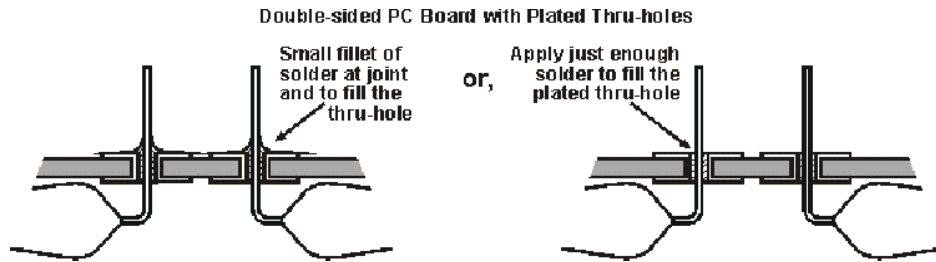 Double-sided PC Board with Plated Thru-holes
Small fillet of
solder at joint
and to fill the
thru-hole
or,
Apply just enough
solder to fill the
plated thru-hole